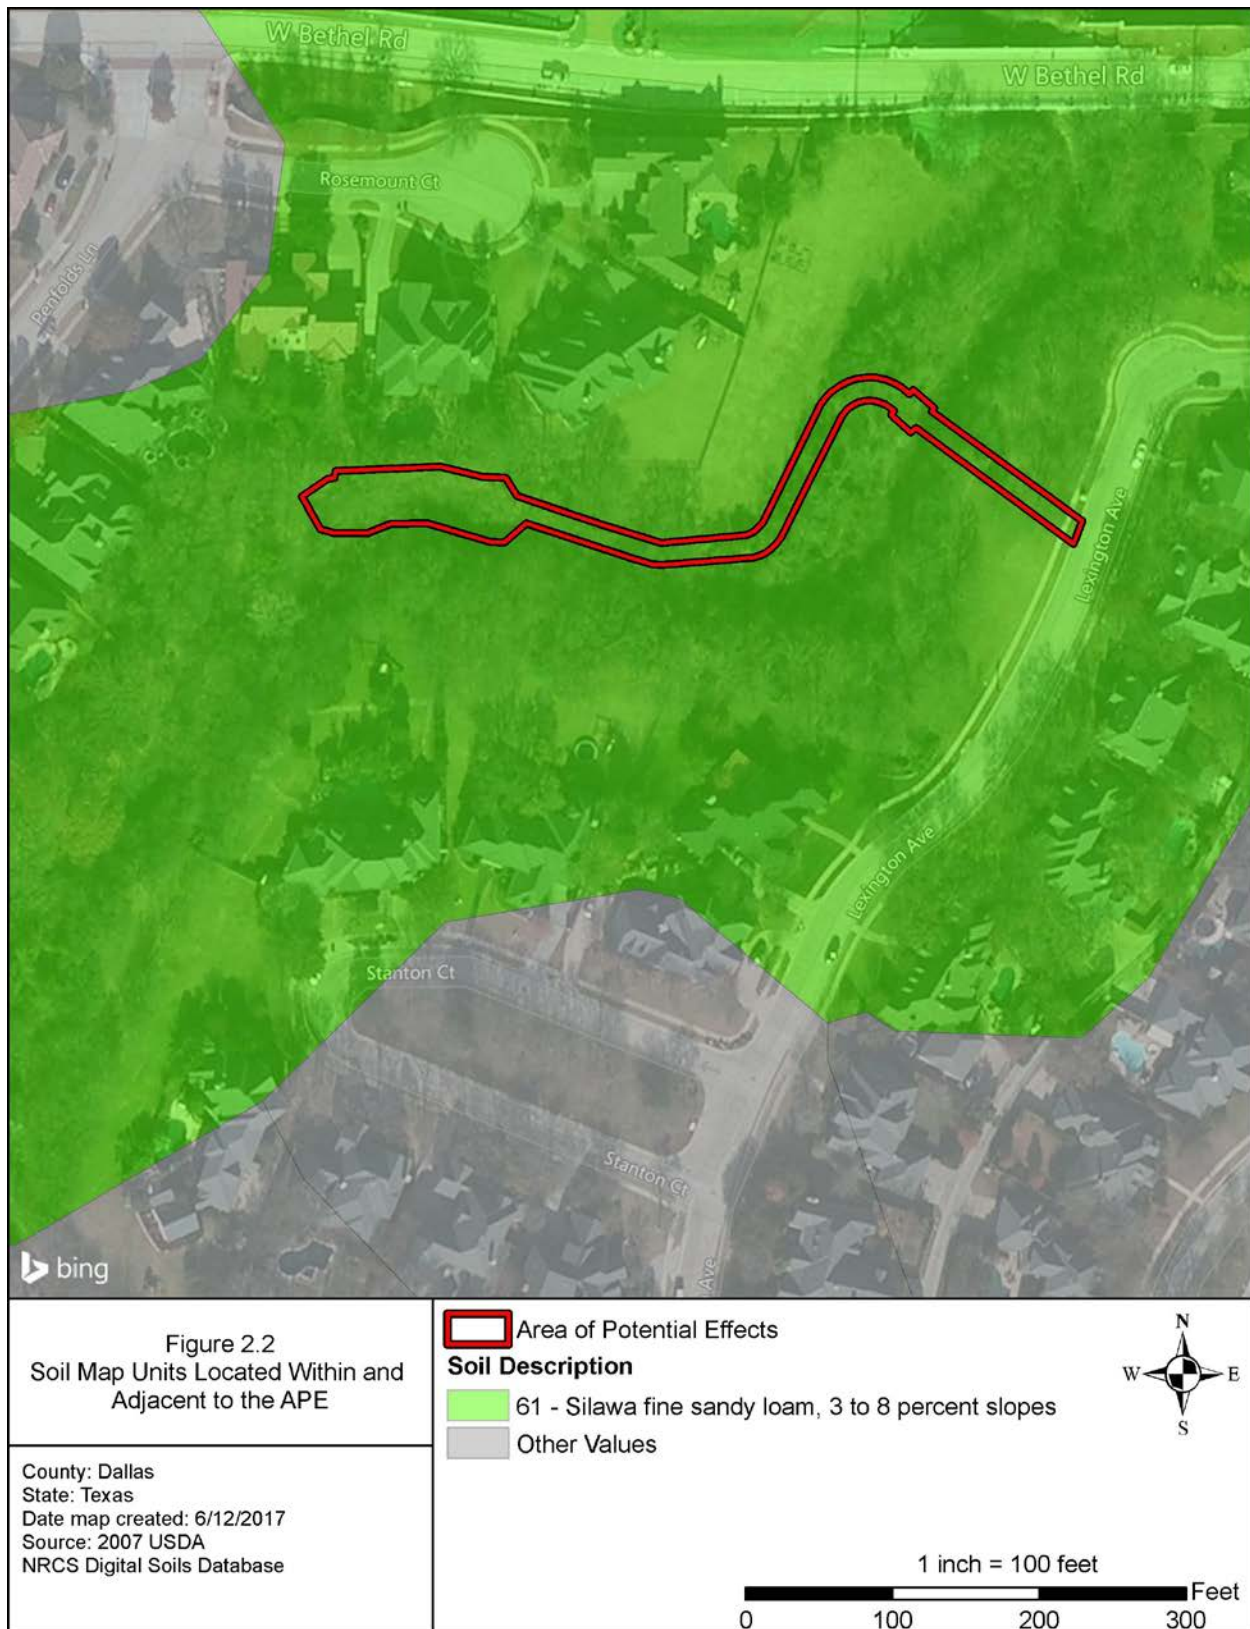 W Bethel Rd
W Bethel Rd
Rosemount Ct
Penfolds Ln
Lexington Ave
Lexington Ave
Stanton Ct
Stanton Ct
Ave
bing
Figure 2.2
Soil Map Units Located Within and
Adjacent to the APE
County: Dallas
State: Texas
Date map created: 6/12/2017
Source: 2007 USDA
NRCS Digital Soils Database
Area of Potential Effects
Soil Description
61 - Silawa fine sandy loam, 3 to 8 percent slopes
Other Values
N
W E
S
1 inch = 100 feet
Feet
0 100 200 300